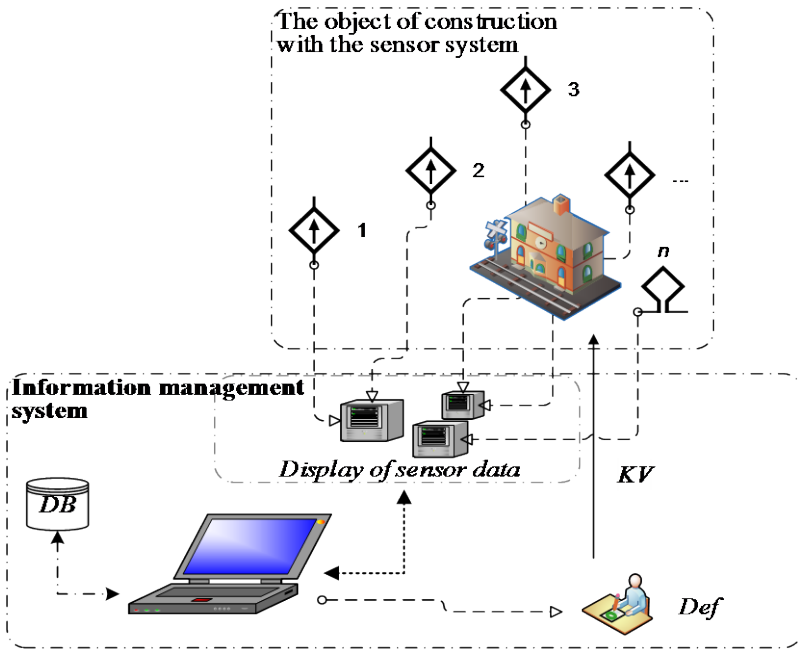 The object of construction
with the sensor system
3
2
...
1
n
Information management
system
Display of sensor data
KV
DB
Def